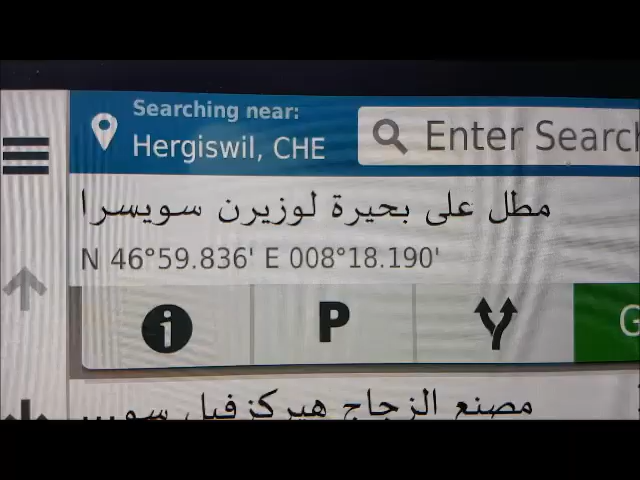 Searching near:
Hergiswil, CHE
Enter Search
مطل على بحيرة لوزيرن سويسرا
N 46°59.836' E 008°18.190'
P
G
مصنع الزجاج هيركزفيل سو...